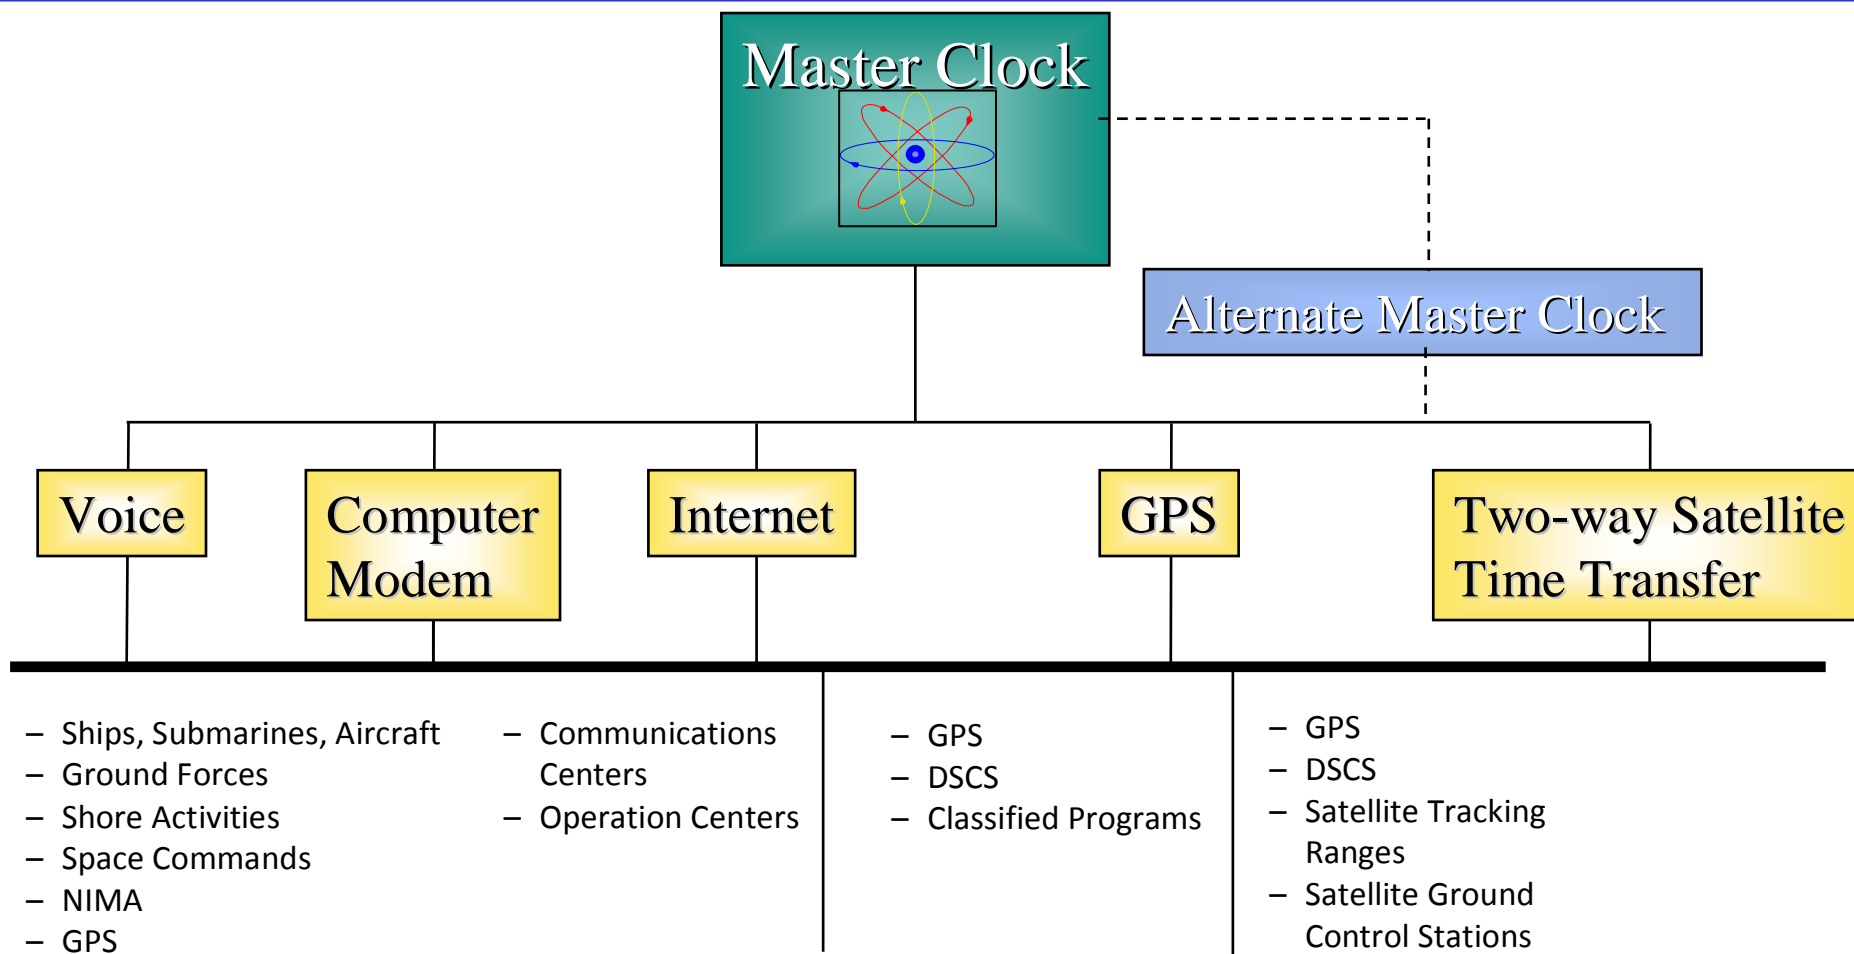 Master Clock
Alternate Master Clock
Voice
Computer
Modem
Internet
GPS
Two-way Satellite
Time Transfer
– Ships, Submarines, Aircraft
– Ground Forces
– Shore Activities
– Space Commands
– NIMA
– GPS
– Communications
Centers
– Operation Centers
– GPS
– DSCS
– Classified Programs
– GPS
– DSCS
– Satellite Tracking
Ranges
– Satellite Ground
Control Stations